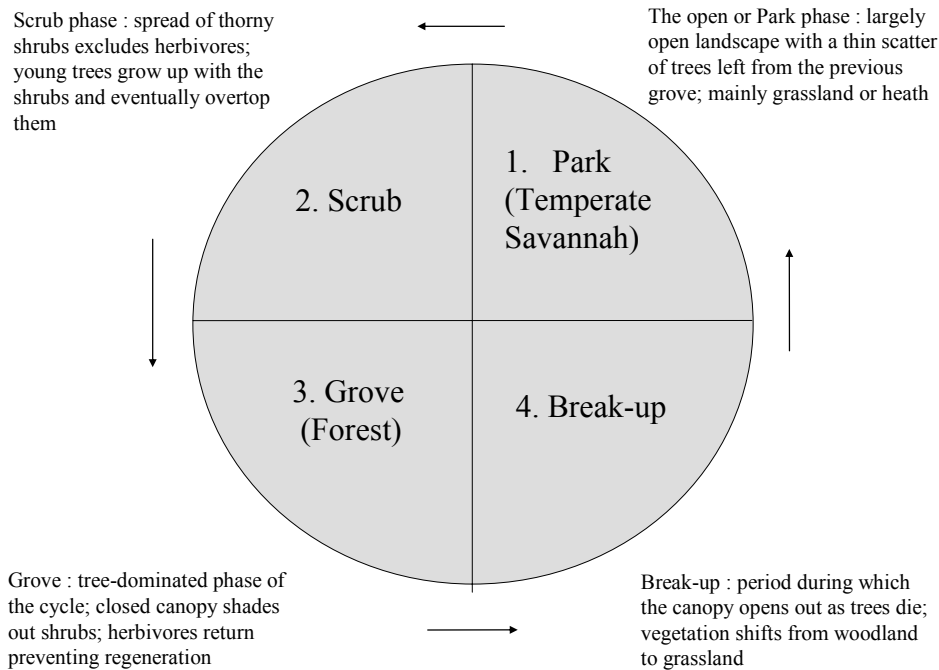 Scrub phase : spread of thorny
shrubs excludes herbivores;
young trees grow up with the
shrubs and eventually overtop
them
The open or Park phase : largely
open landscape with a thin scatter
of trees left from the previous
grove; mainly grassland or heath
2. Scrub
1. Park
(Temperate
Savannah)
3. Grove
(Forest)
4. Break-up
Grove : tree-dominated phase of
the cycle; closed canopy shades
out shrubs; herbivores return
preventing regeneration
Break-up : period during which
the canopy opens out as trees die;
vegetation shifts from woodland
to grassland